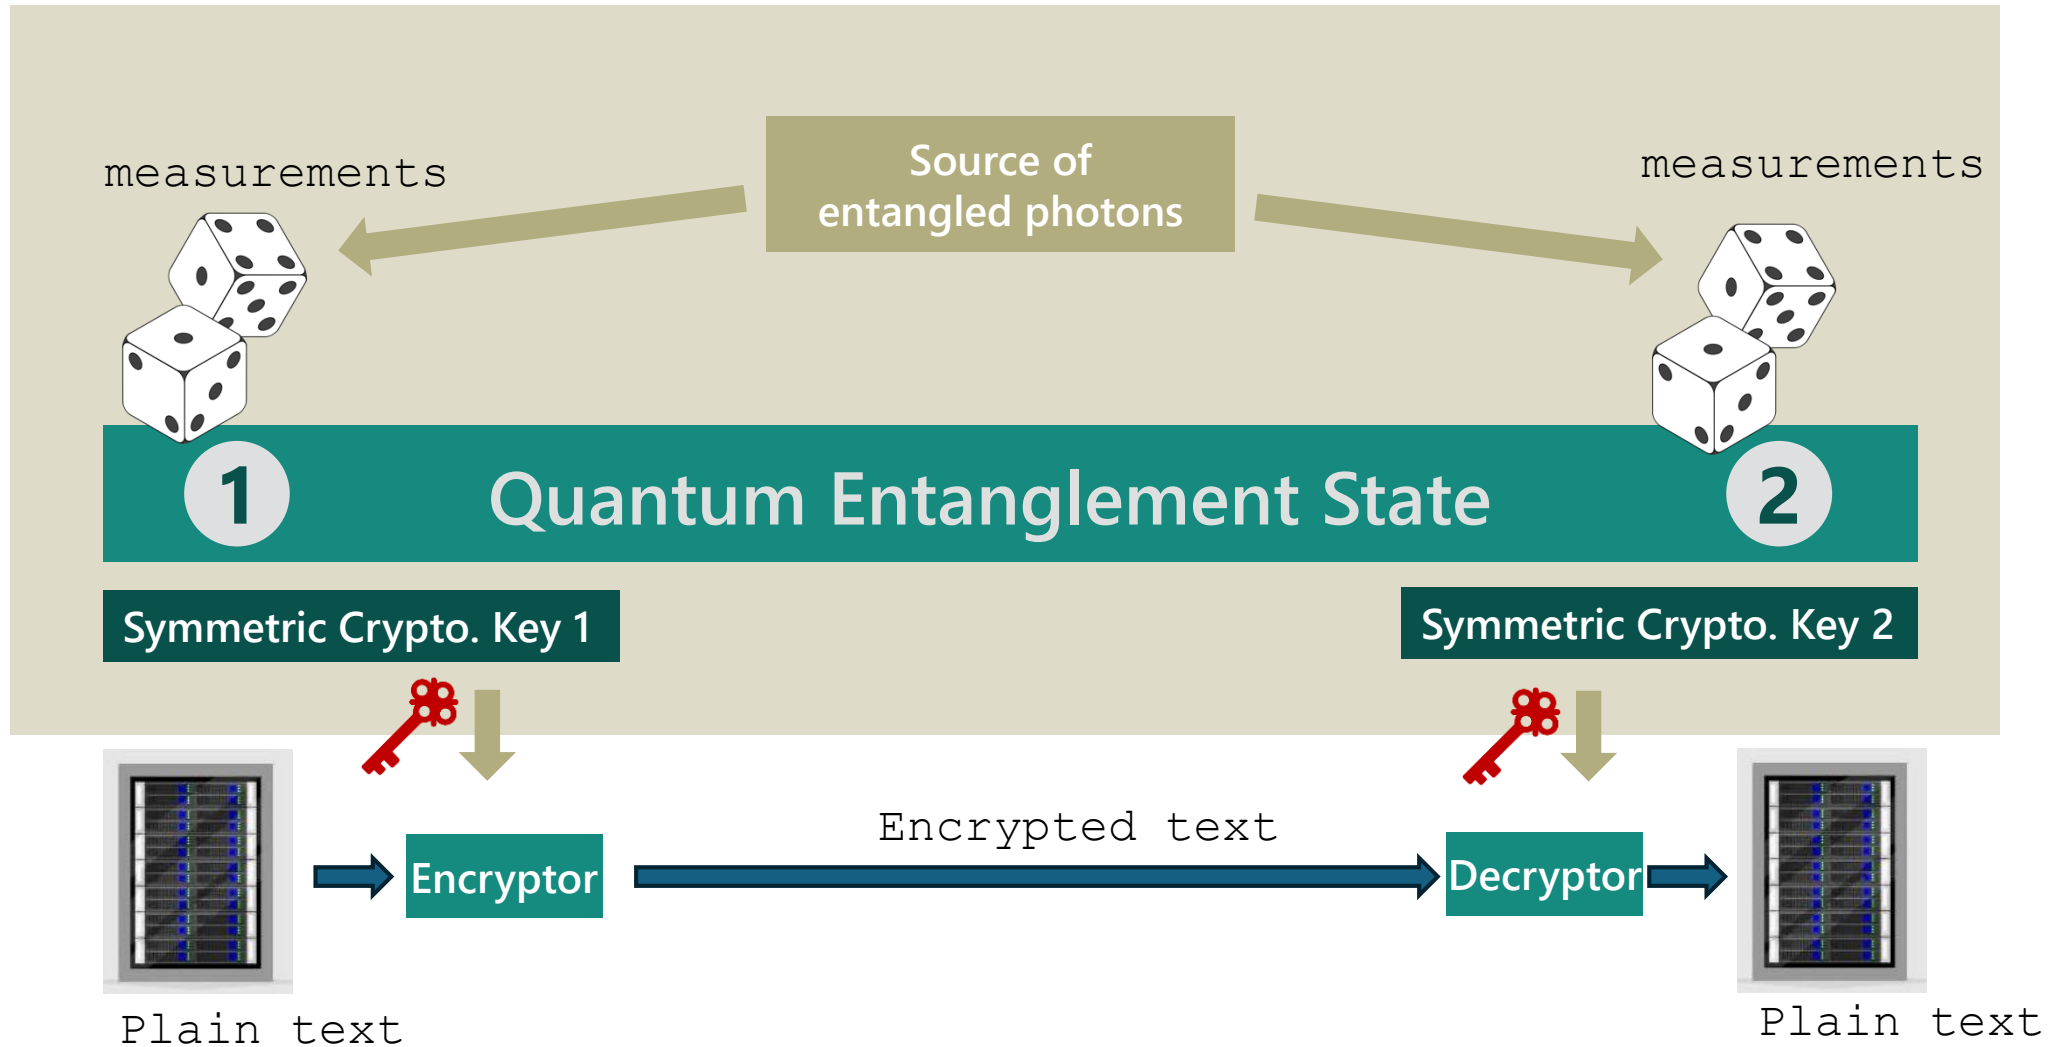 Source of
entangled photons
measurements
measurements
1
Quantum Entanglement State
2
Symmetric Crypto. Key 1
Symmetric Crypto. Key 2
Encrypted text
Encryptor
Decryptor
Plain text
Plain text